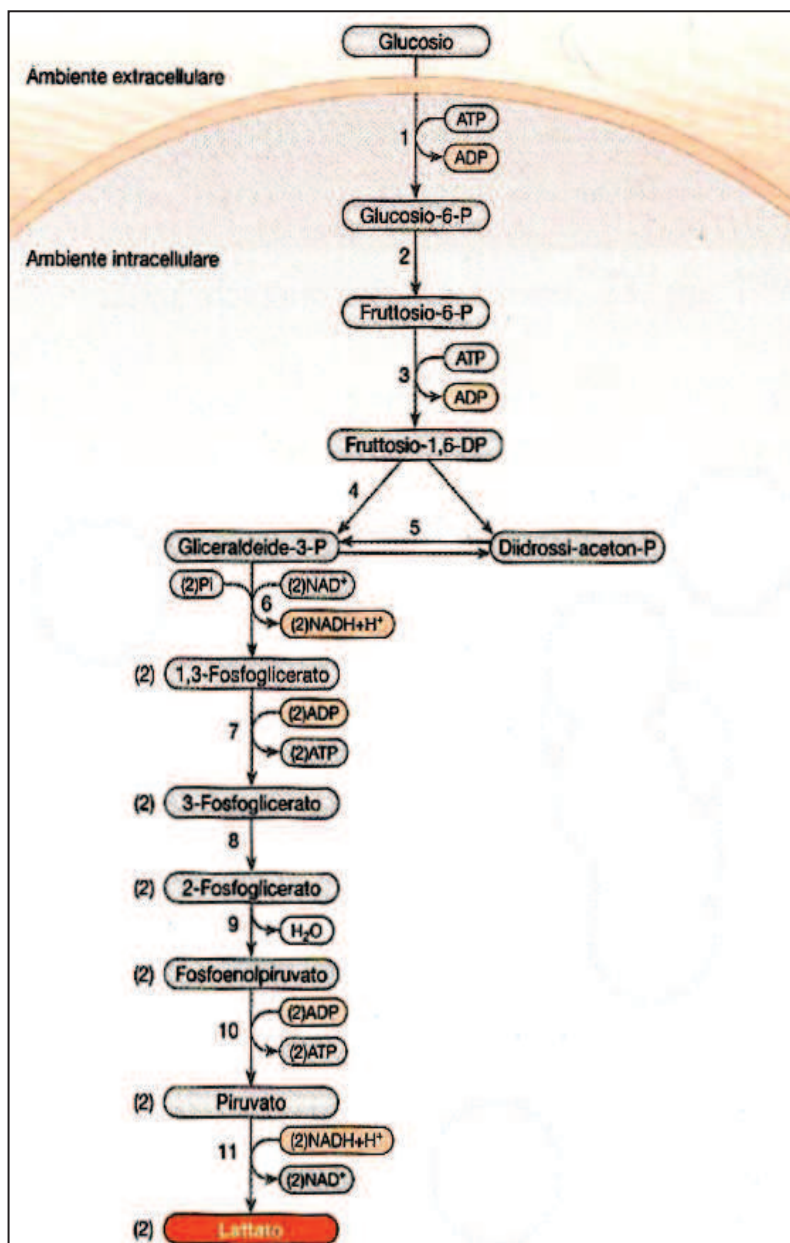 Glucosio
Ambiente extracellulare
ATP
1
ADP
Glucosio-6-P
Ambiente intracellulare
2
Fruttosio-6-P
ATP
3
ADP
Fruttosio-1,6-DP
4
5
Gliceraldeide-3-P
Diidrossi-aceton-P
(2)Pi
(2)NAD⁺
6
(2)NADH+H⁺
(2) 1,3-Fosfoglicerato
(2)ADP
7
(2)ATP
(2) 3-Fosfoglicerato
8
(2) 2-Fosfoglicerato
9
H₂O
(2) Fosfoenolpiruvato
(2)ADP
10
(2)ATP
(2) Piruvato
(2)NADH+H⁺
11
(2)NAD⁺
(2) Lattato